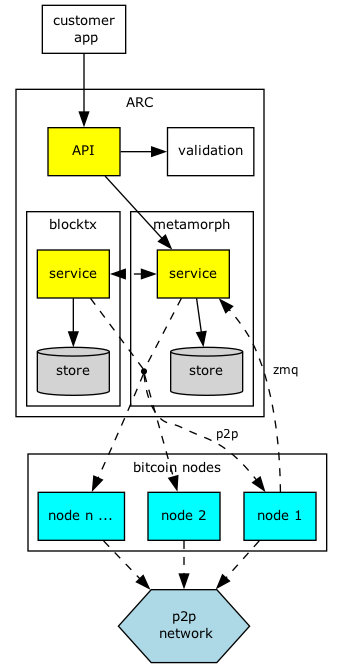 customer
app
ARC
API
validation
blocktx
metamorph
service
service
store
store
zmq
p2p
bitcoin nodes
node n ...
node 2
node 1
p2p
network